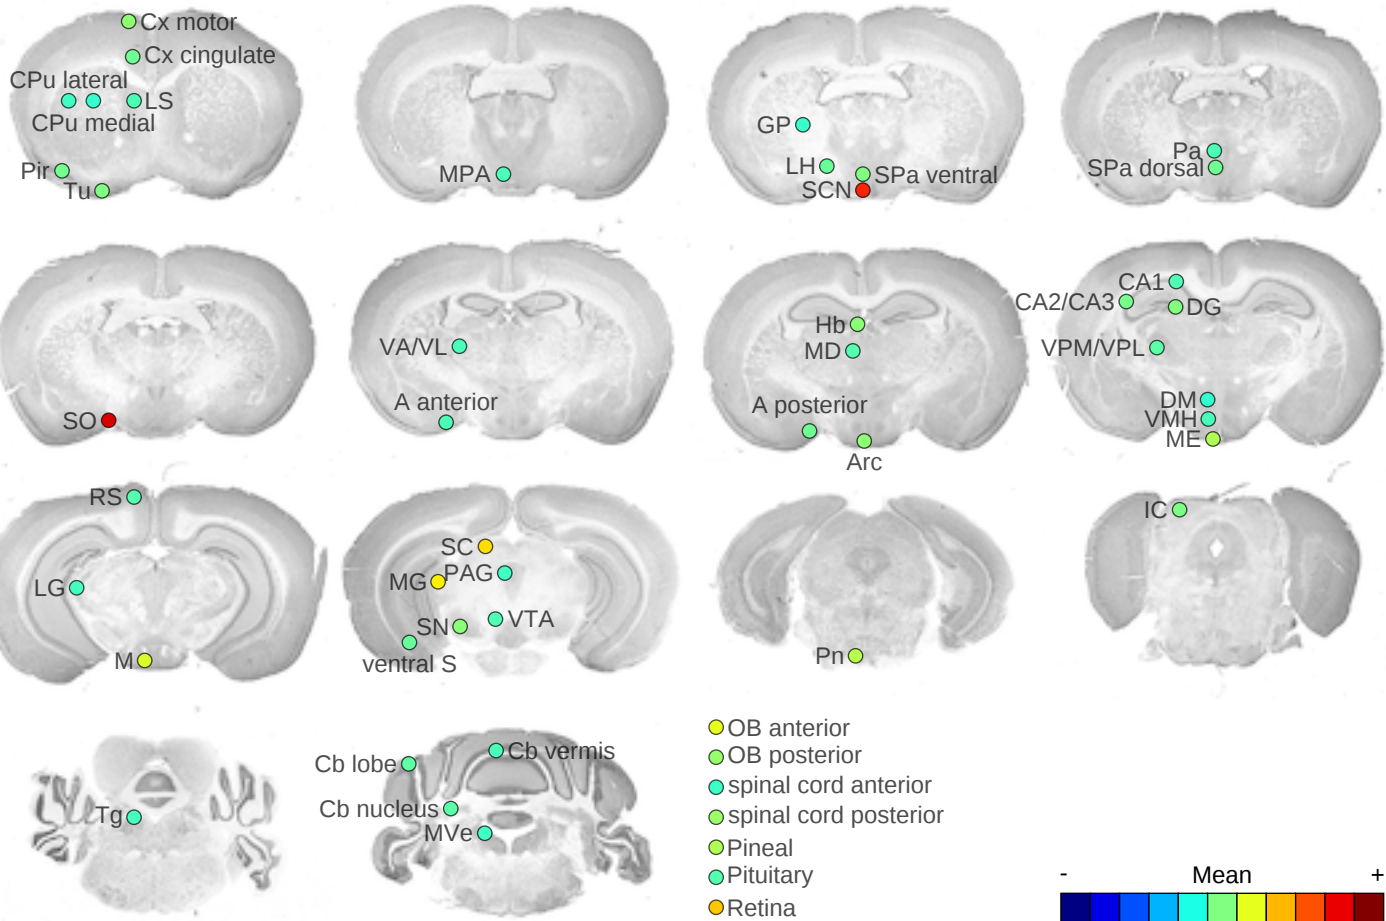 Cx motor
Cx cingulate
CPu lateral
LS
CPu medial
Pir
Tu
MPA
GP
LH
SPa ventral
SCN
Pa
SPa dorsal
SO
VA/VL
A anterior
Hb
MD
A posterior
Arc
CA1
CA2/CA3
DG
VPM/VPL
DM
VMH
ME
RS
LG
M
SC
MG
PAG
SN
VTA
ventral S
Pn
IC
Tg
Cb lobe
Cb vermis
Cb nucleus
MVe
OB anterior
OB posterior
spinal cord anterior
spinal cord posterior
Pineal
Pituitary
Retina
- Mean +